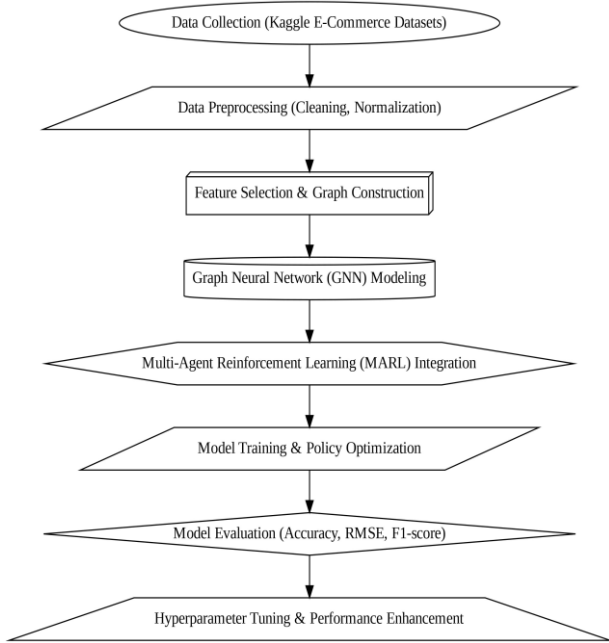 Data Collection (Kaggle E-Commerce Datasets)
Data Preprocessing (Cleaning, Normalization)
Feature Selection & Graph Construction
Graph Neural Network (GNN) Modeling
Multi-Agent Reinforcement Learning (MARL) Integration
Model Training & Policy Optimization
Model Evaluation (Accuracy, RMSE, F1-score)
Hyperparameter Tuning & Performance Enhancement